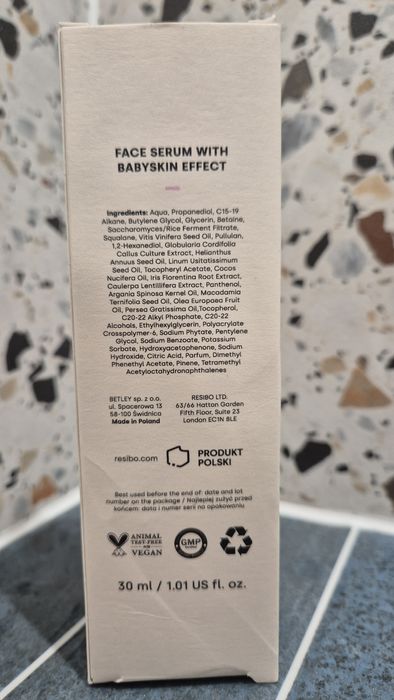 FACE SERUM WITH
BABYSKIN EFFECT
Ingredients: Aqua, Propanediol, C15-19
Alkane, Butylene Glycol, Glycerin, Betaine,
Saccharomyces/Rice Ferment Filtrate,
Squalane, Vitis Vinifera Seed Oil, Pullulan,
1,2-Hexanediol, Globularia Cordifolia
Callus Culture Extract, Helianthus
Annuus Seed Oil, Linum Usitatissimum
Seed Oil, Tocopheryl Acetate, Cocos
Nucifera Oil, Iris Florentina Root Extract,
Caulerpa Lentillifera Extract, Panthenol,
Argania Spinosa Kernel Oil, Macadamia
Ternifolia Seed Oil, Olea Europaea Fruit
Oil, Persea Gratissima Oil,Tocopherol,
C20-22 Alkyl Phosphate, C20-22
Alcohols, Ethylhexylglycerin, Polyacrylate
Crosspolymer-6, Sodium Phytate, Pentylene
Glycol, Sodium Benzoate, Potassium
Sorbate, Hydroxyacetophenone, Sodium
Hydroxide, Citric Acid, Parfum, Dimethyl
Phenethyl Acetate, Pinene, Tetramethyl
Acetyloctahydronaphthalenes
BETLEY sp. z o.o.
ul. Spacerowa 13
58-100 Świdnica
Made in Poland
RESIBO LTD.
63/66 Hatton Garden
Fifth Floor, Suite 23
London EC1N 8LE
resibo.com
PRODUKT
POLSKI
Best used before the end of: date and lot
number on the package / Najlepiej zużyć przed
końcem: data i numer serii na opakowaniu
ANIMAL
TEST-FREE
VEGAN
GMP
30 ml / 1.01 US fl. oz.